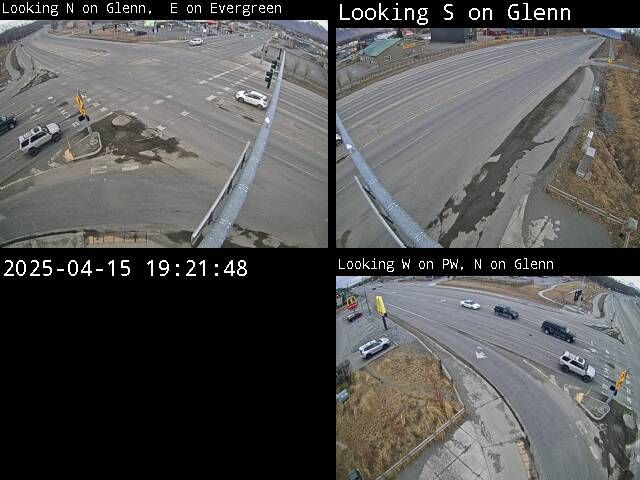 Looking N on Glenn, E on Evergreen
Looking S on Glenn
2025-04-15 19:21:48
Looking W on PW, N on Glenn